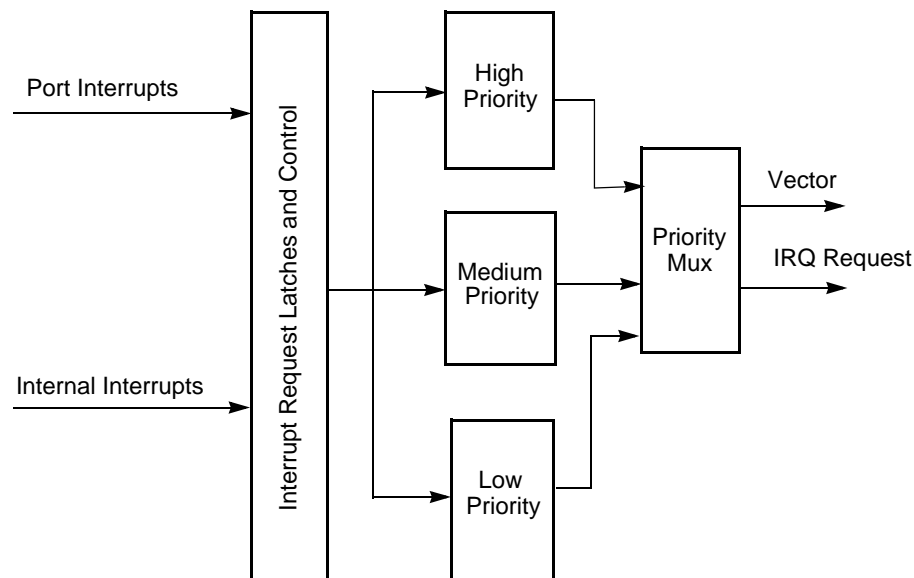 Port Interrupts
Internal Interrupts
Interrupt Request Latches and Control
High
Priority
Medium
Priority
Low
Priority
Priority
Mux
Vector
IRQ Request